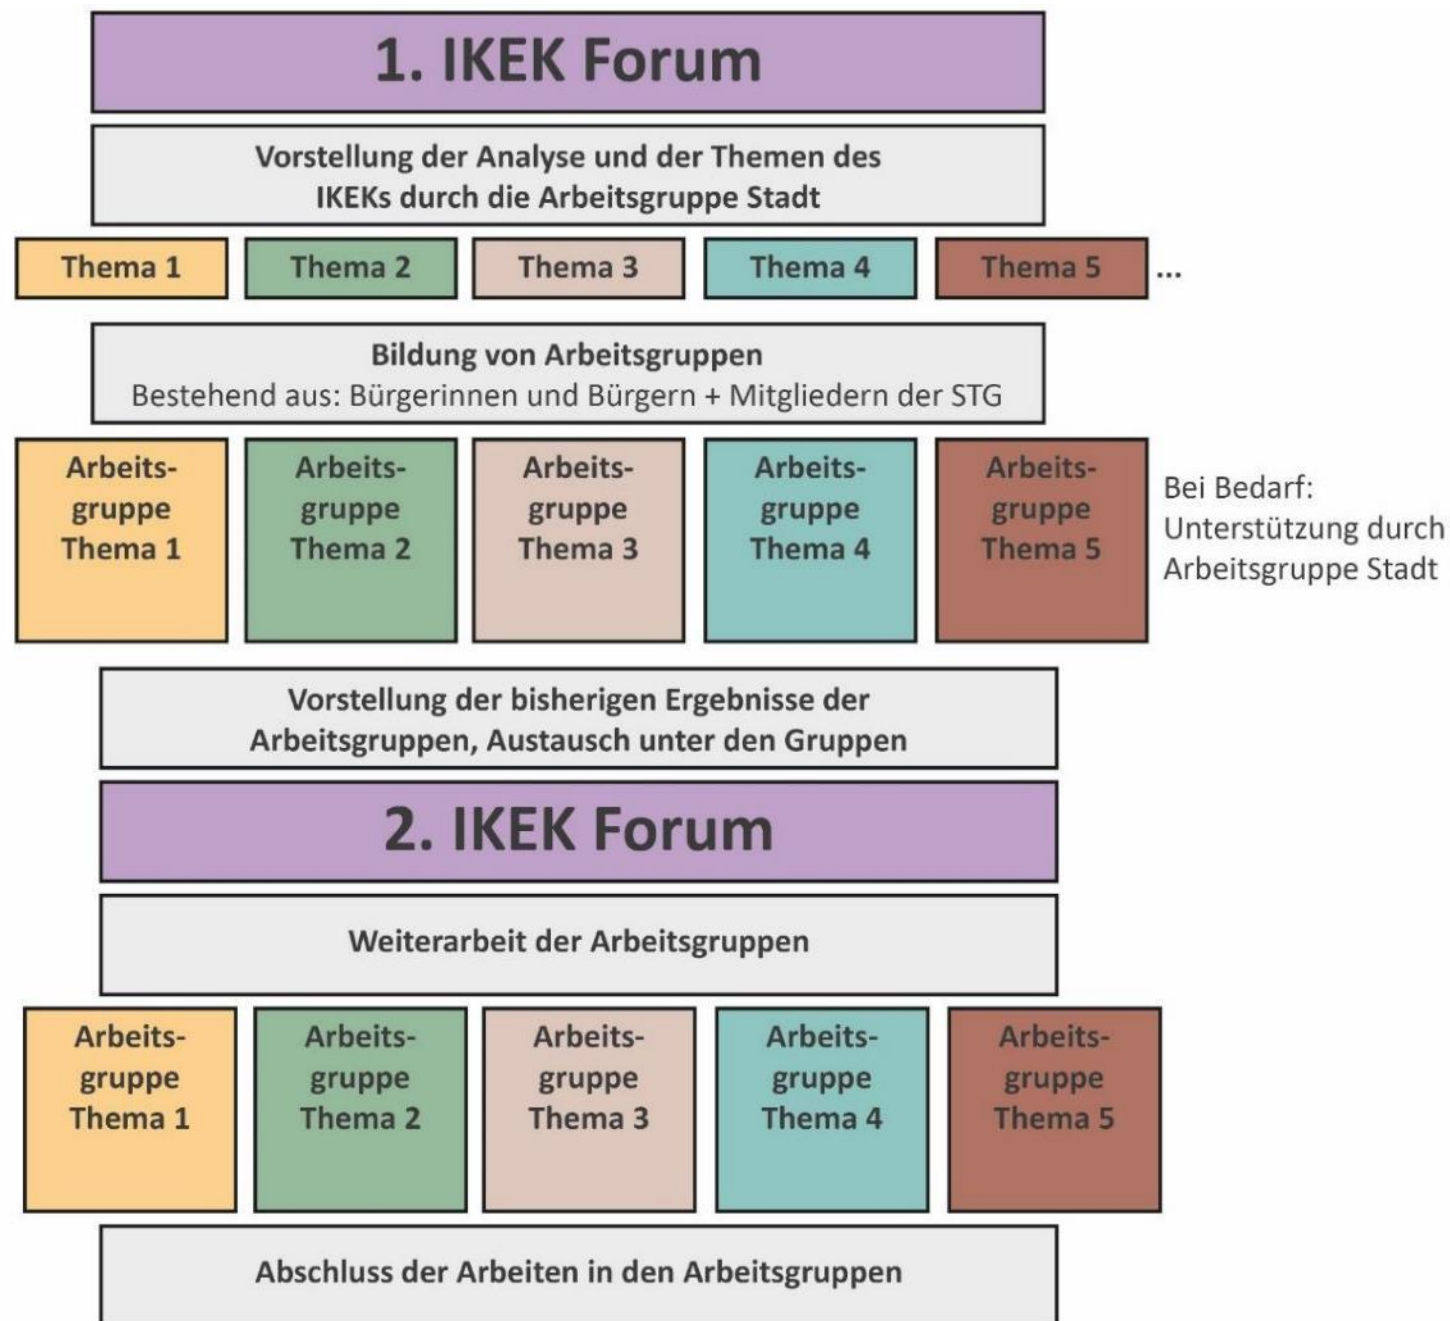 1. IKEK Forum
Vorstellung der Analyse und der Themen des
IKEKs durch die Arbeitsgruppe Stadt
Thema 1
Thema 2
Thema 3
Thema 4
Thema 5
...
Bildung von Arbeitsgruppen
Bestehend aus: Bürgerinnen und Bürgern + Mitgliedern der STG
Arbeits-
gruppe
Thema 1
Arbeits-
gruppe
Thema 2
Arbeits-
gruppe
Thema 3
Arbeits-
gruppe
Thema 4
Arbeits-
gruppe
Thema 5
Bei Bedarf:
Unterstützung durch
Arbeitsgruppe Stadt
Vorstellung der bisherigen Ergebnisse der
Arbeitsgruppen, Austausch unter den Gruppen
2. IKEK Forum
Weiterarbeit der Arbeitsgruppen
Arbeits-
gruppe
Thema 1
Arbeits-
gruppe
Thema 2
Arbeits-
gruppe
Thema 3
Arbeits-
gruppe
Thema 4
Arbeits-
gruppe
Thema 5
Abschluss der Arbeiten in den Arbeitsgruppen